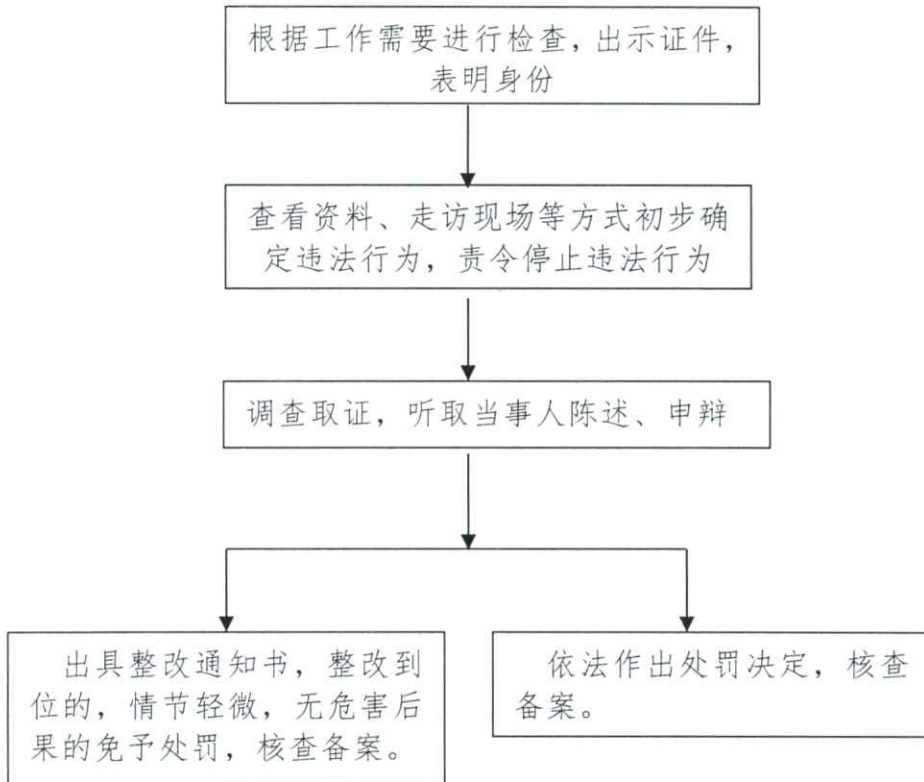 根据工作需要进行检查，出示证件，
表明身份
查看资料、走访现场等方式初步确
定违法行为，责令停止违法行为
调查取证，听取当事人陈述、申辩
出具整改通知书，整改到
位的，情节轻微，无危害后
果的免予处罚，核查备案。
依法作出处罚决定，核查
备案。